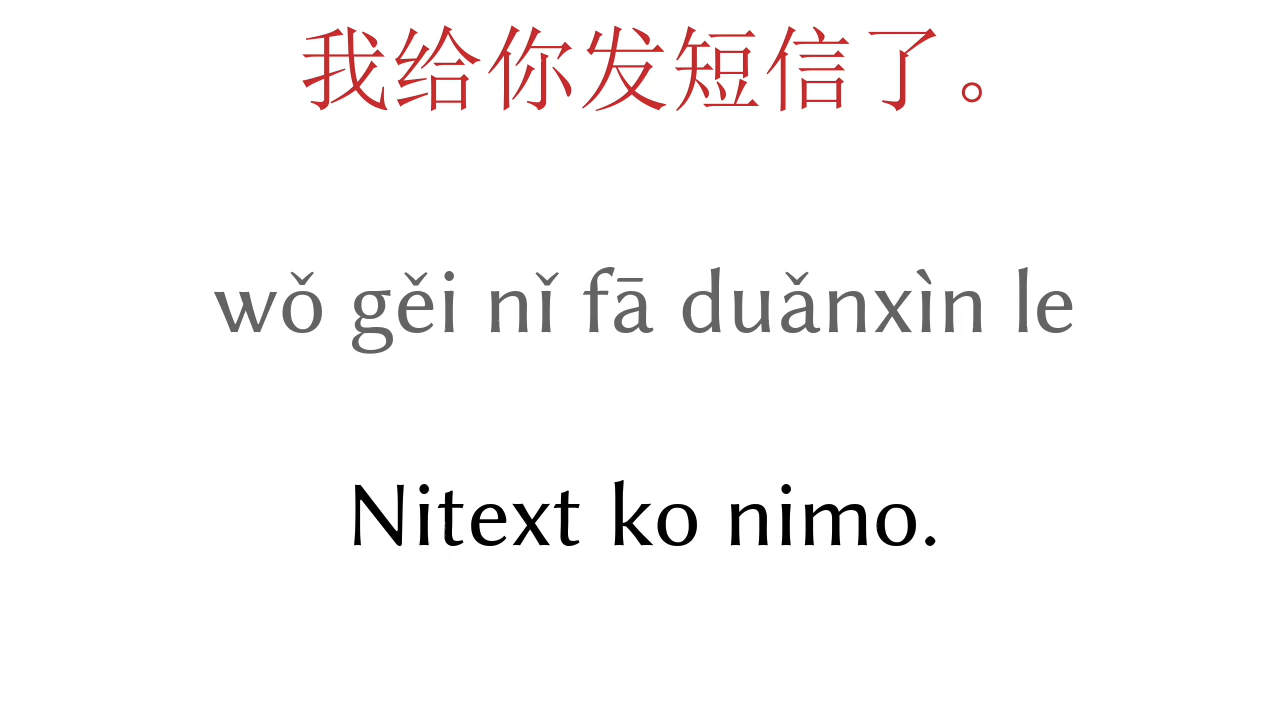 我给你发短信了。
wǒ gěi nǐ fā duǎnxìn le
Nitext ko nimo.